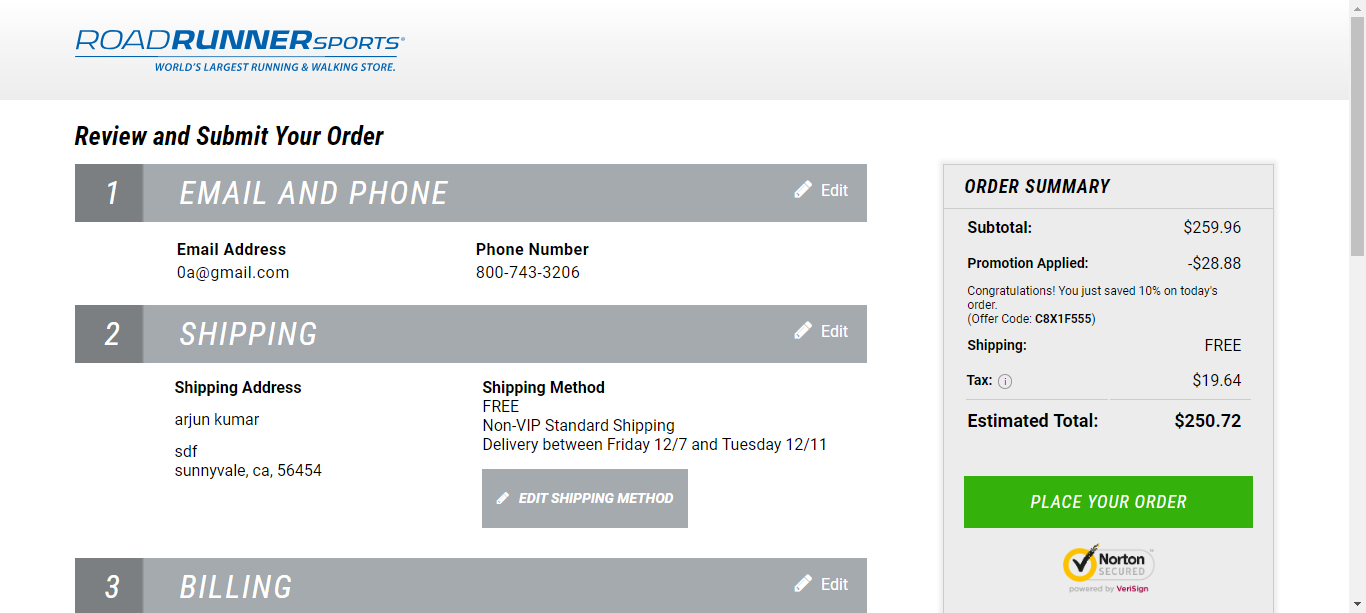 ROADRUNNERSPORTS
WORLD'S LARGEST RUNNING & WALKING STORE.
Review and Submit Your Order
1 EMAIL AND PHONE Edit
Email Address Phone Number
0a@gmail.com 800-743-3206
2 SHIPPING Edit
Shipping Address Shipping Method
FREE
arjun kumar Non-VIP Standard Shipping
Delivery between Friday 12/7 and Tuesday 12/11
sdf
sunnyvale, ca, 56454
EDIT SHIPPING METHOD
3 BILLING Edit
ORDER SUMMARY
Subtotal: $259.96
Promotion Applied: -$28.88
Congratulations! You just saved 10% on today's
order.
(Offer Code: C8X1F555)
Shipping: FREE
Tax: i $19.64
Estimated Total: $250.72
PLACE YOUR ORDER
Norton
SECURED
powered by VeriSign